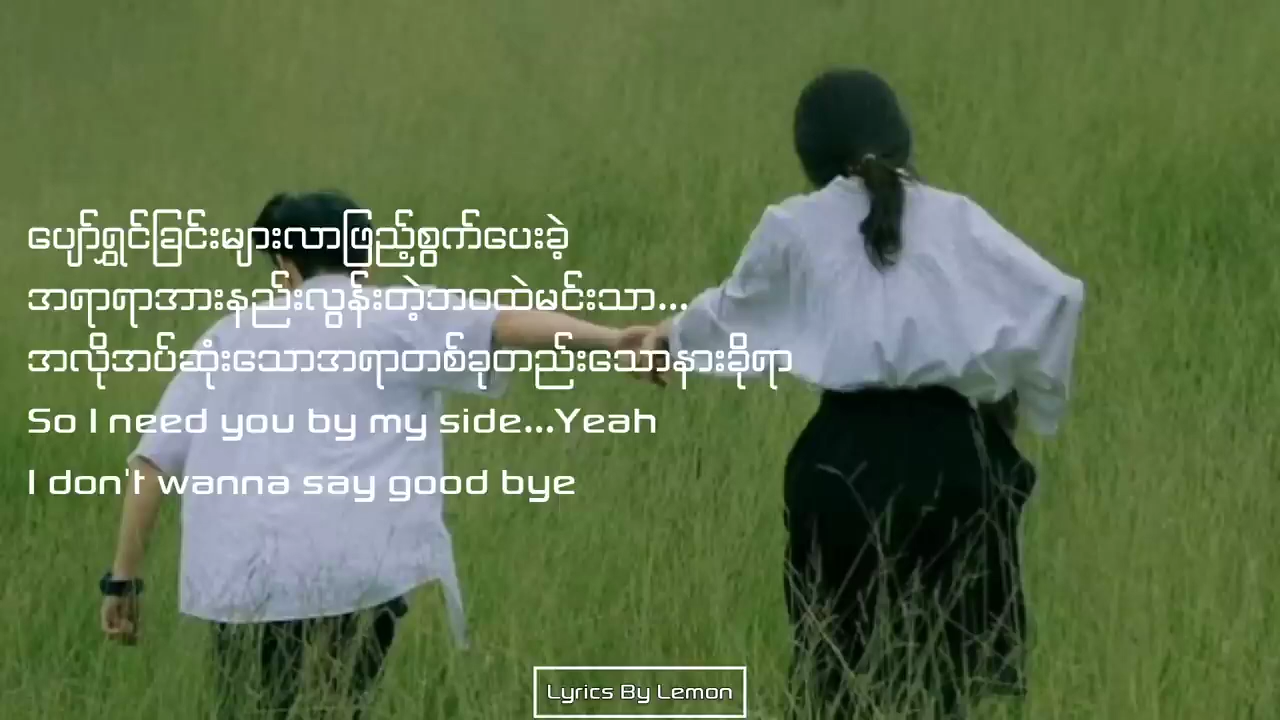 ပျော်ရွှင်ခြင်းများလာဖြည့်စွက်ပေးခဲ့
အရာရာအားနည်းလွန်းတဲ့ဘဝထဲမင်းသာ...
အလိုအပ်ဆုံးသောအရာတစ်ခုတည်းသောနားခိုရာ
So I need you by my side...Yeah
I don't wanna say good bye
Lyrics By Lemon